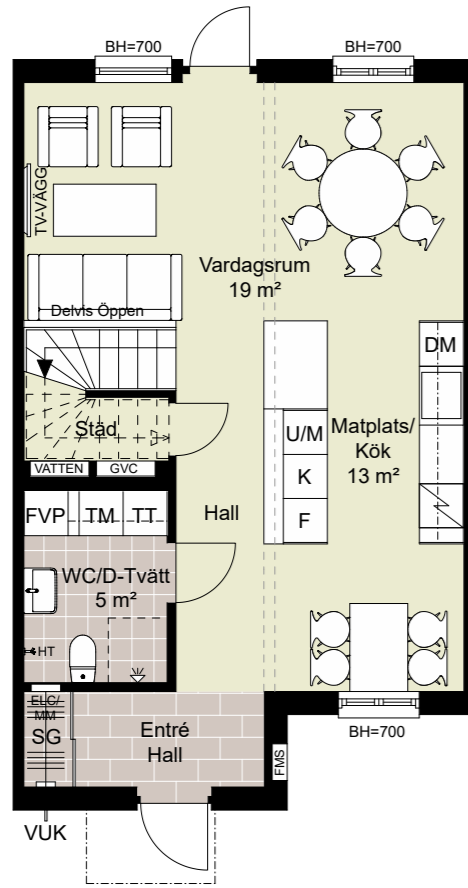 BH=700
BH=700
TV-VÄGG
Vardagsrum
19 m²
Delvis Öppen
DM
Städ
U/M
Matplats/
Kök
13 m²
K
VATTEN
GVC
F
FVP
TM
TT
Hall
WC/D-Tvätt
5 m²
HT
ELC/
MM
SG
Entré
Hall
BH=700
FMS
VUK